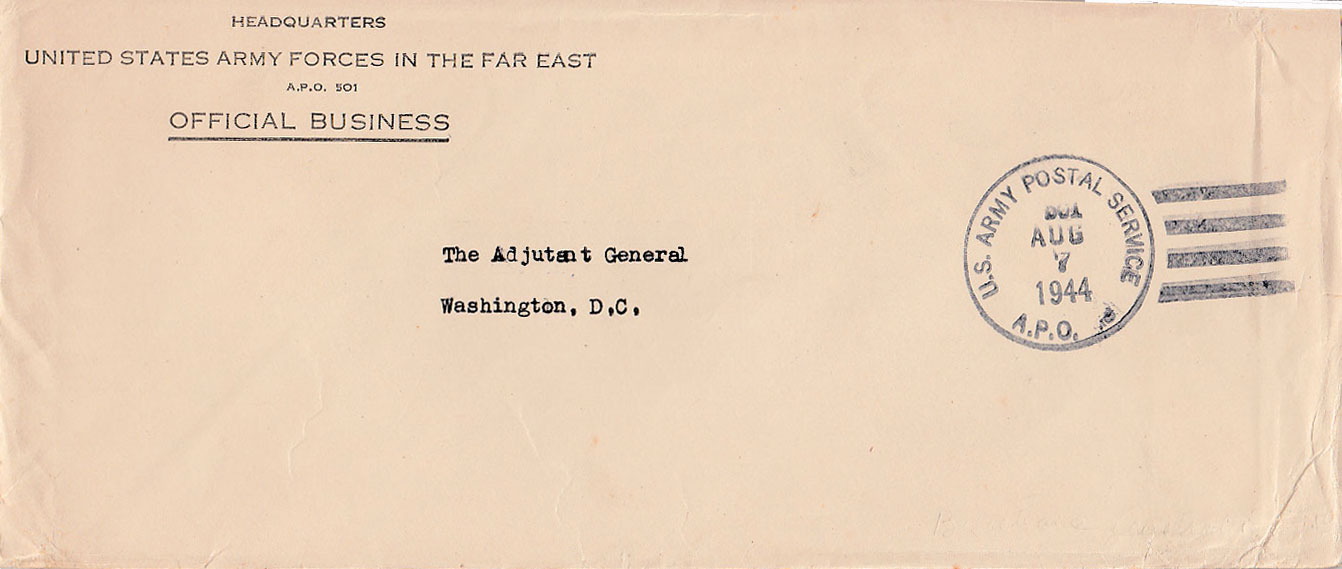 HEADQUARTERS
UNITED STATES ARMY FORCES IN THE FAR EAST
A.P.O. 501
OFFICIAL BUSINESS
The Adjutant General
Washington, D.C.
U.S. ARMY POSTAL SERVICE
501
AUG
7
1944
A.P.O.